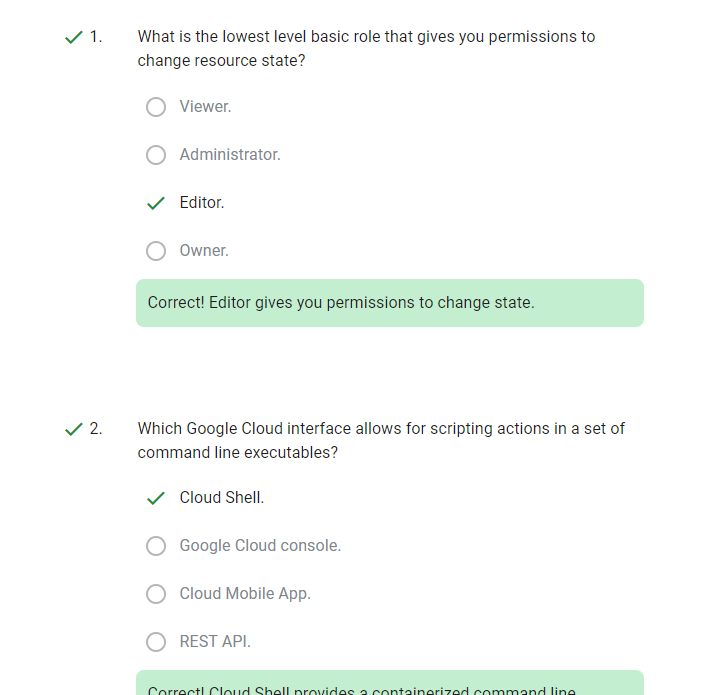 1. What is the lowest level basic role that gives you permissions to
change resource state?
Viewer.
Administrator.
Editor.
Owner.
Correct! Editor gives you permissions to change state.
2. Which Google Cloud interface allows for scripting actions in a set of
command line executables?
Cloud Shell.
Google Cloud console.
Cloud Mobile App.
REST API.
Correct! Cloud Shell provides a containerized command line